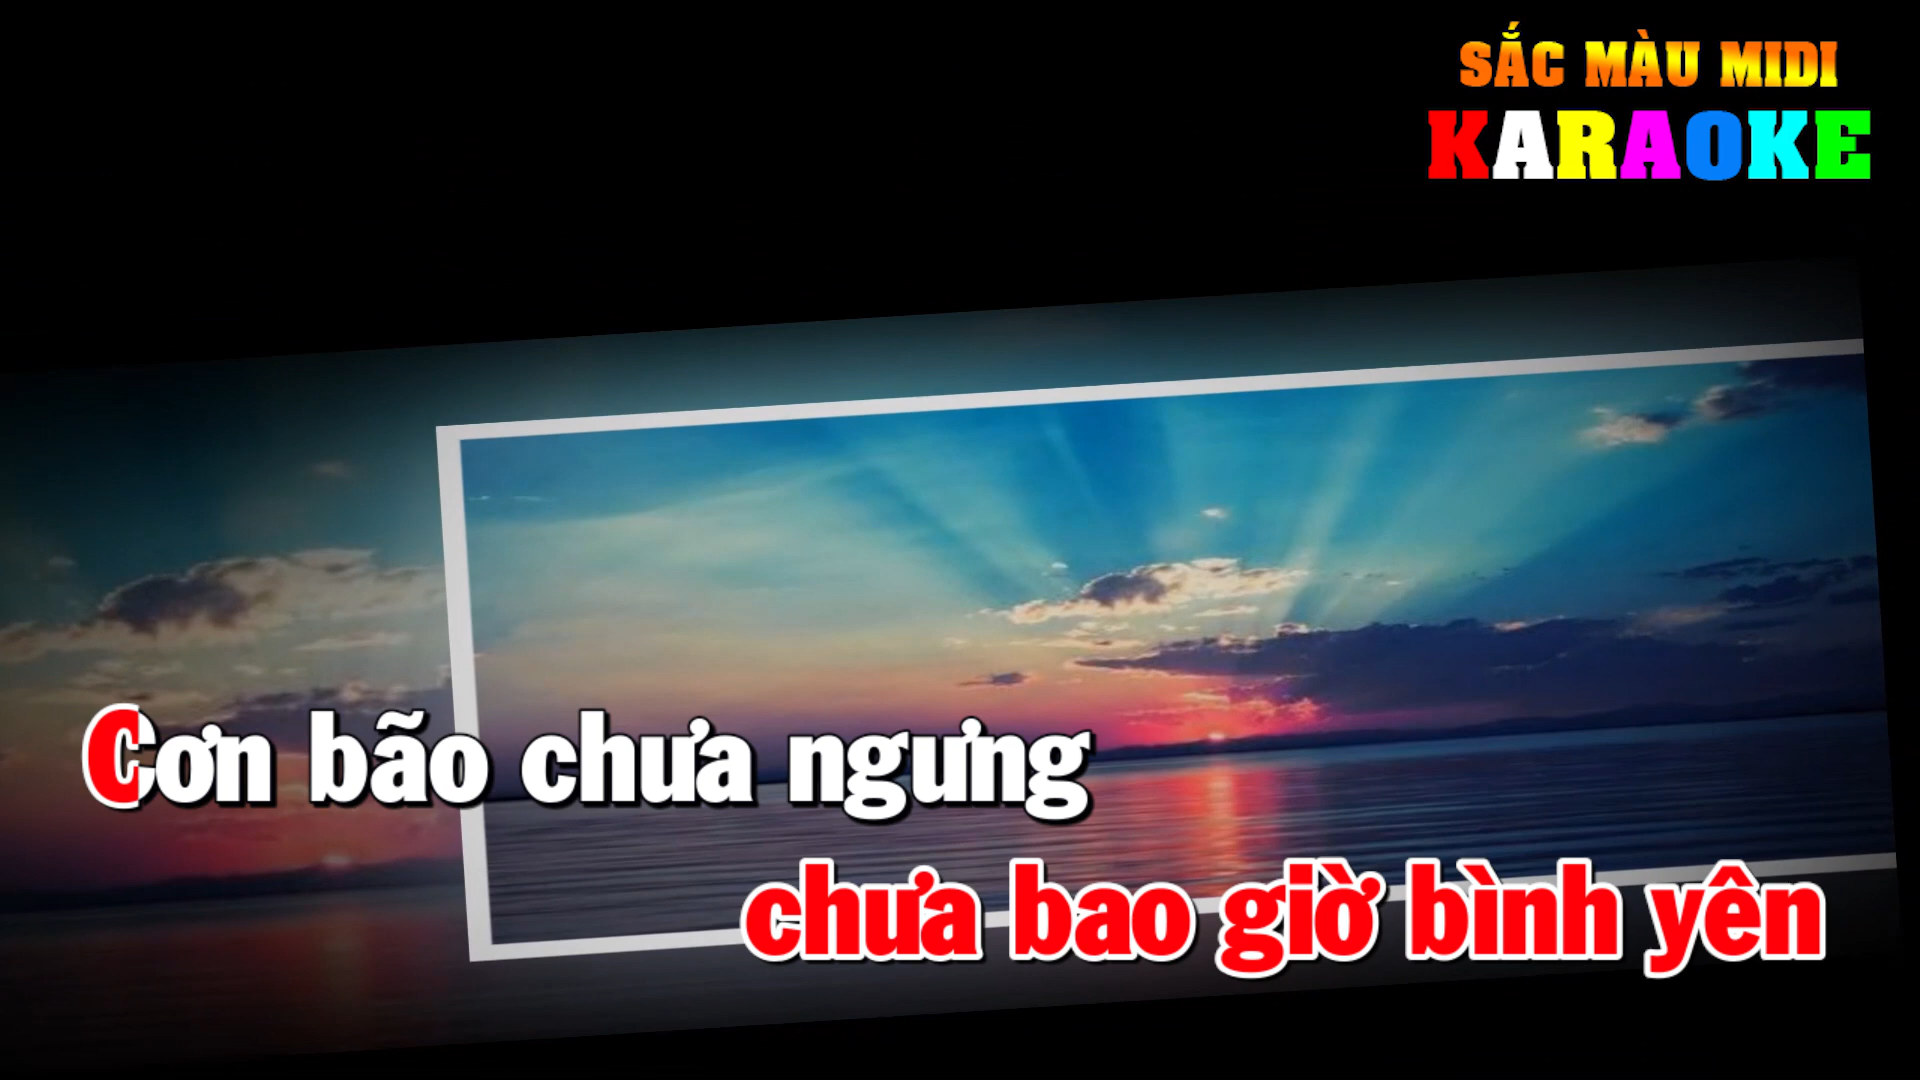 SẮC MÀU MIDI
KARAOKE
Cơn bão chưa ngưng
chưa bao giờ bình yên